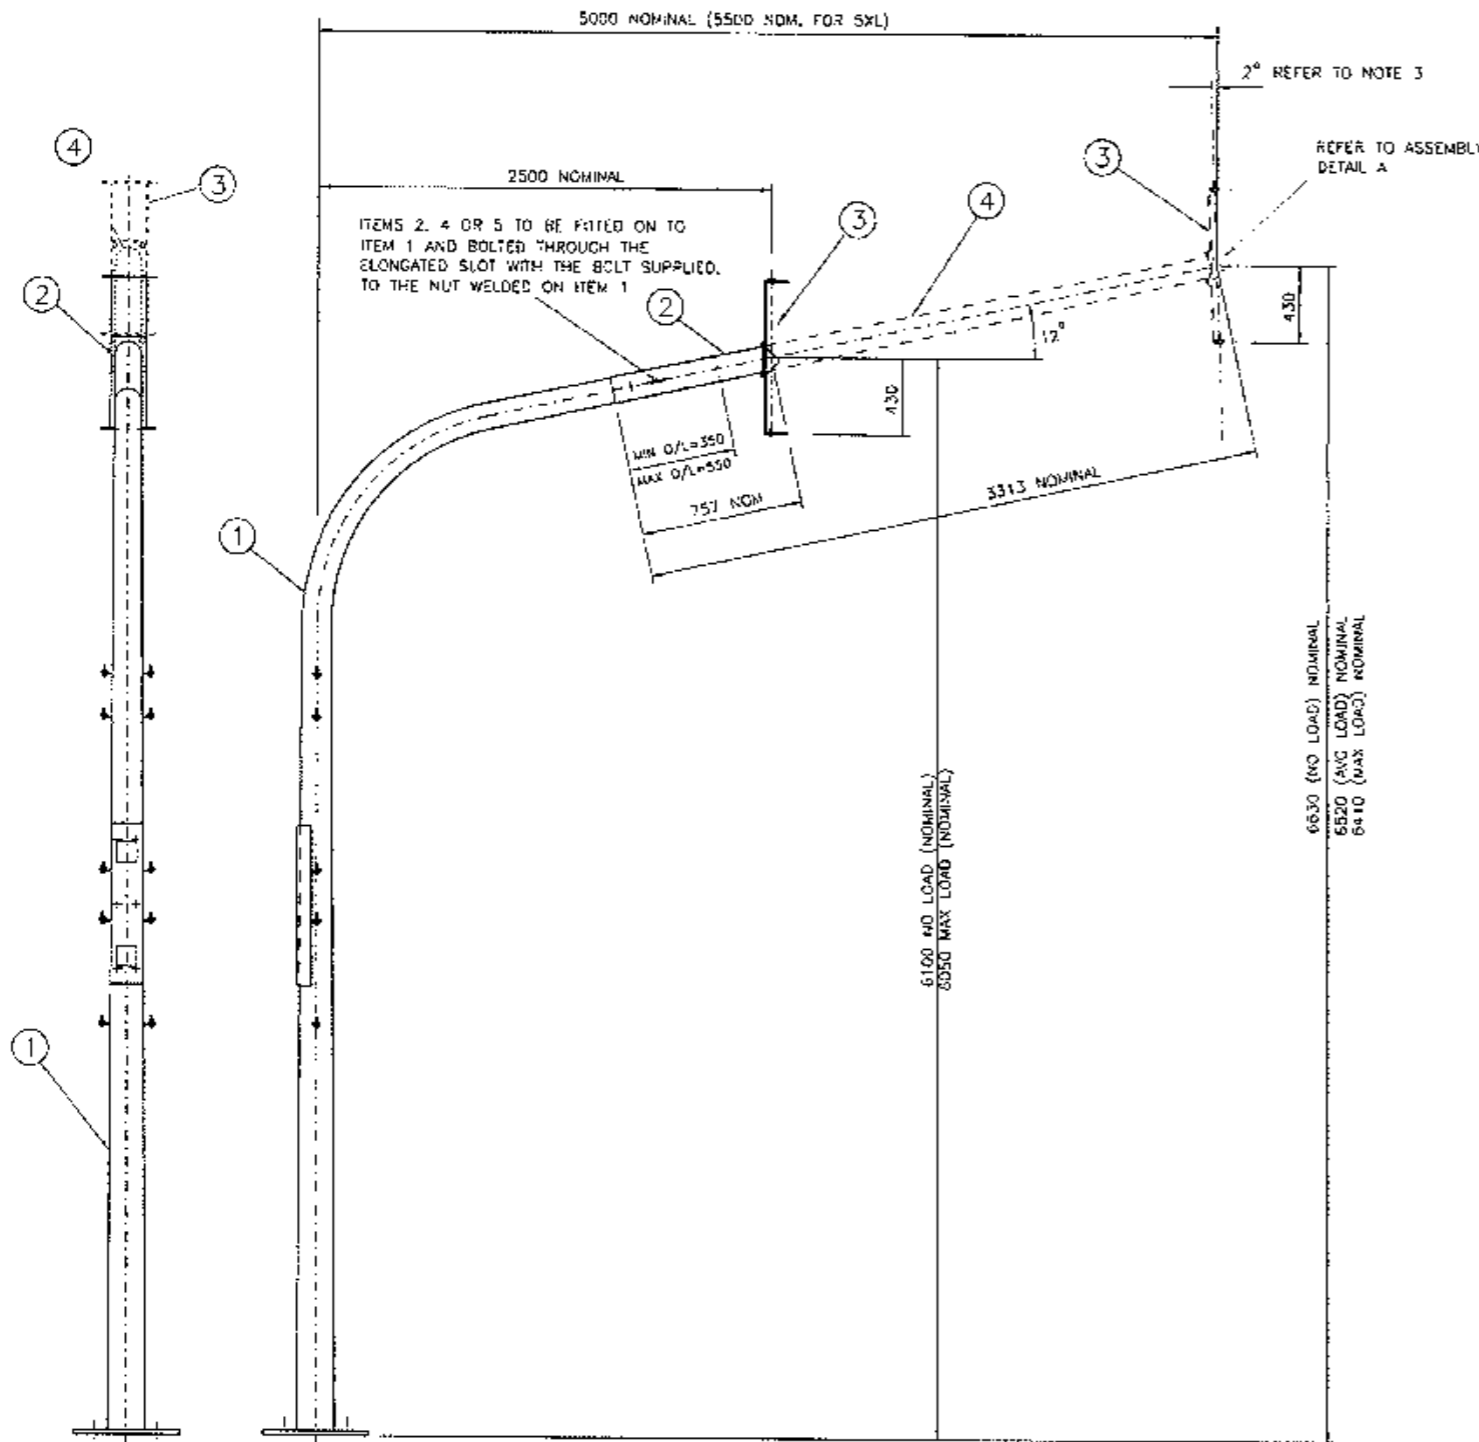 5000 NOMINAL (5500 NOM. FOR 5XL)
2° REFER TO NOTE 3
4
3
3
REFER TO ASSEMBLY
DETAIL A
2500 NOMINAL
4
3
ITEMS 2, 4 OR 5 TO BE FITTED ON TO
ITEM 1 AND BOLTED THROUGH THE
ELONGATED SLOT WITH THE BOLT SUPPLIED,
TO THE NUT WELDED ON ITEM 1
2
2
12°
430
430
MIN O/L=350
MAX O/L=550
757 NOM
3313 NOMINAL
1
6100 NO LOAD (NOMINAL)
6050 MAX LOAD (NOMINAL)
6630 (NO LOAD) NOMINAL
6520 (AVG LOAD) NOMINAL
6410 (MAX LOAD) NOMINAL
1